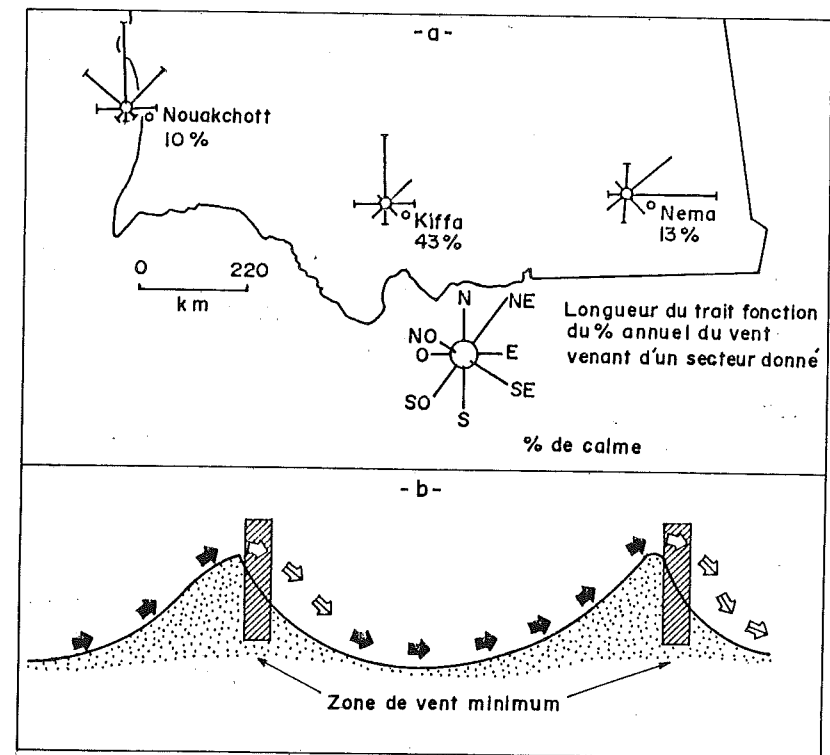 -a-
Nouakchott
10%
Kiffa
43%
Nema
13%
0 220
km
N
NE
NO
O
E
SO
SE
S
Longueur du trait fonction
du % annuel du vent
venant d'un secteur donné
% de calme
-b-
Zone de vent minimum